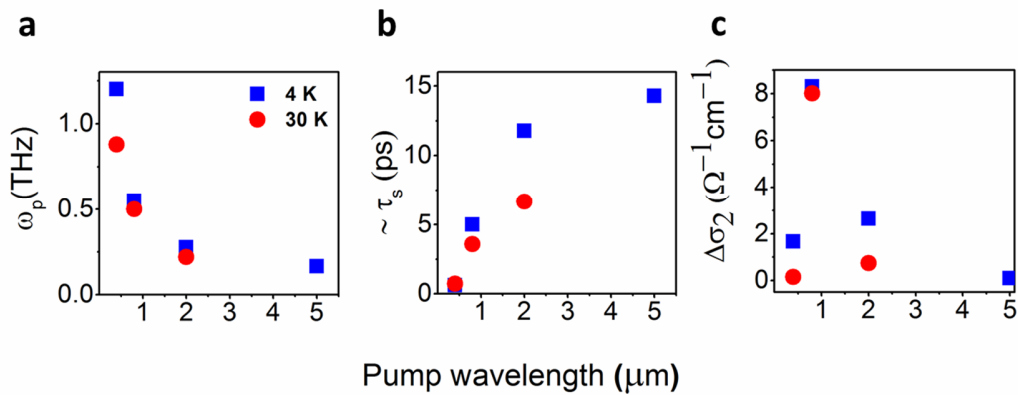 a
b
c
ωp(THz)
1.0
0.5
0.0
1 2 3 4 5
4 K
30 K
~ τs (ps)
15
10
5
0
1 2 3 4 5
Δσ2 (Ω−1cm−1)
8
6
4
2
0
1 2 3 4 5
Pump wavelength (μm)